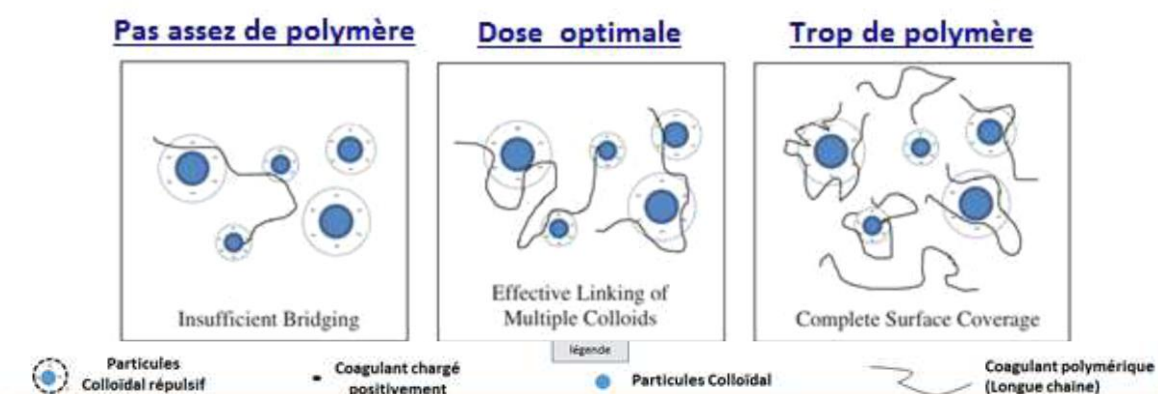 Pas assez de polymère
Dose optimale
Trop de polymère
Insufficient Bridging
Effective Linking of
Multiple Colloids
Complete Surface Coverage
légende
Particules
Colloïdal répulsif
Coagulant chargé
positivement
Particules Colloïdal
Coagulant polymérique
(Longue chaine)